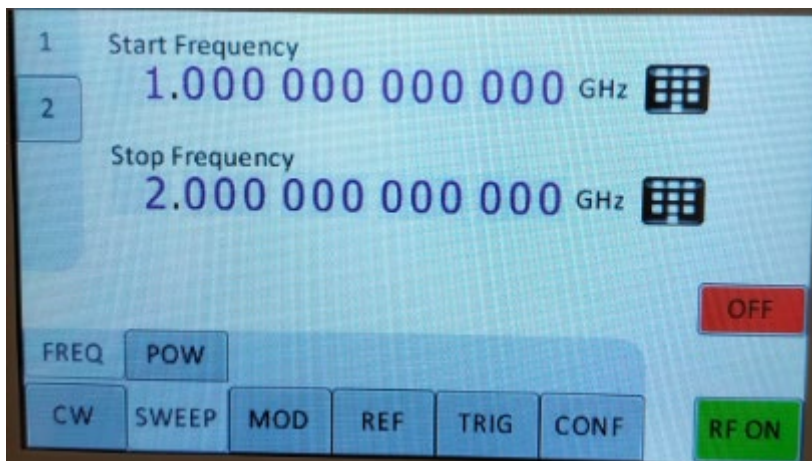 1
Start Frequency
1.000 000 000 000 GHz
2
Stop Frequency
2.000 000 000 000 GHz
OFF
FREQ POW
CW SWEEP MOD REF TRIG CONF RF ON